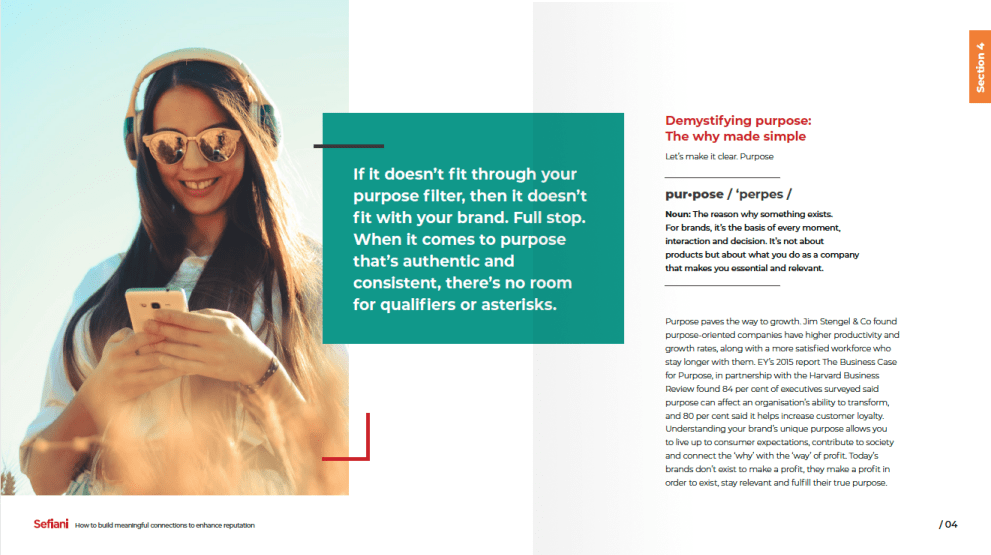 Section 4
If it doesn't fit through your
purpose filter, then it doesn't
fit with your brand. Full stop.
When it comes to purpose
that's authentic and
consistent, there's no room
for qualifiers or asterisks.
Demystifying purpose:
The why made simple
Let's make it clear. Purpose
pur•pose / ‘perpes /
Noun: The reason why something exists.
For brands, it's the basis of every moment,
interaction and decision. It's not about
products but about what you do as a company
that makes you essential and relevant.
Purpose paves the way to growth. Jim Stengel & Co found
purpose-oriented companies have higher productivity and
growth rates, along with a more satisfied workforce who
stay longer with them. EY's 2015 report The Business Case
for Purpose, in partnership with the Harvard Business
Review found 84 per cent of executives surveyed said
purpose can affect an organisation's ability to transform,
and 80 per cent said it helps increase customer loyalty.
Understanding your brand's unique purpose allows you
to live up to consumer expectations, contribute to society
and connect the ‘why’ with the ‘way’ of profit. Today's
brands don't exist to make a profit, they make a profit in
order to exist, stay relevant and fulfill their true purpose.
Sefiani How to build meaningful connections to enhance reputation
/ 04